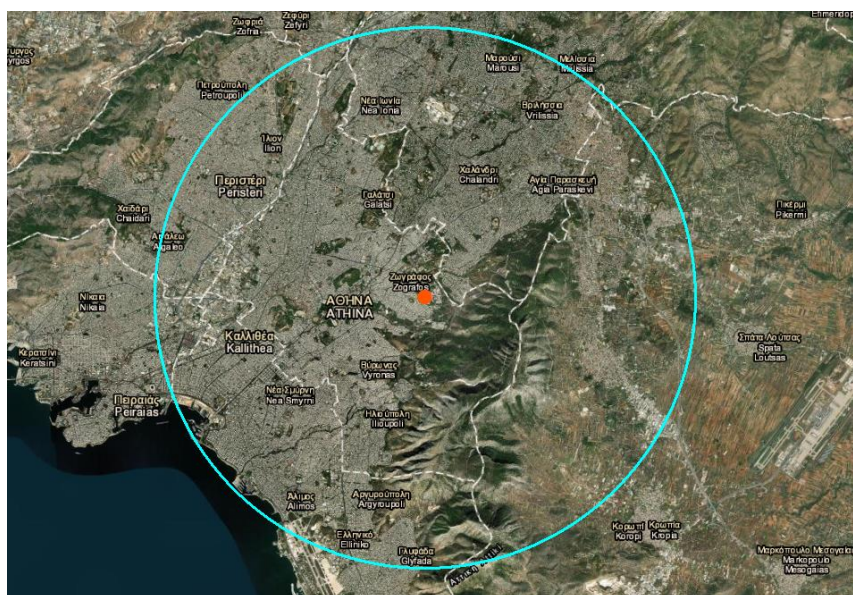 Ζωφριά
Zofria
Ζεφύρι
Zefyri
Efimeridop
Μαρούσι
Marousi
Μελίσσια
Melissia
Πετρούπολη
Petroupoli
Νέα Ιωνία
Nea Ionia
Βριλήσσια
Vrilissia
Ίλιον
Ilion
Περιστέρι
Peristeri
Χαλάνδρι
Chalandri
Αγία Παρασκευή
Agia Paraskevi
Γαλάτσι
Galatsi
Χαϊδάρι
Chaidari
Πικέρμι
Pikermi
Αιγάλεω
Aigaleo
Ζωγράφος
Zografos
Νίκαια
Nikaia
ΑΘΗΝΑ
ATHINA
Καλλιθέα
Kallithea
Κερατσίνι
Keratsini
Σπάτα Λούτσας
Spata
Loutsas
Βύρωνας
Vyronas
Πειραιάς
Peiraias
Νέα Σμύρνη
Nea Smyrni
Ηλιούπολη
Ilioupoli
Άλιμος
Alimos
Αργυρούπολη
Argyroupoli
Ελληνικό
Elliniko
Γλυφάδα
Glyfada
Κορωπί
Koropi
Κρωπία
Kropia
Μαρκόπουλο Μεσογαίας
Markopoulo
Mesogaias